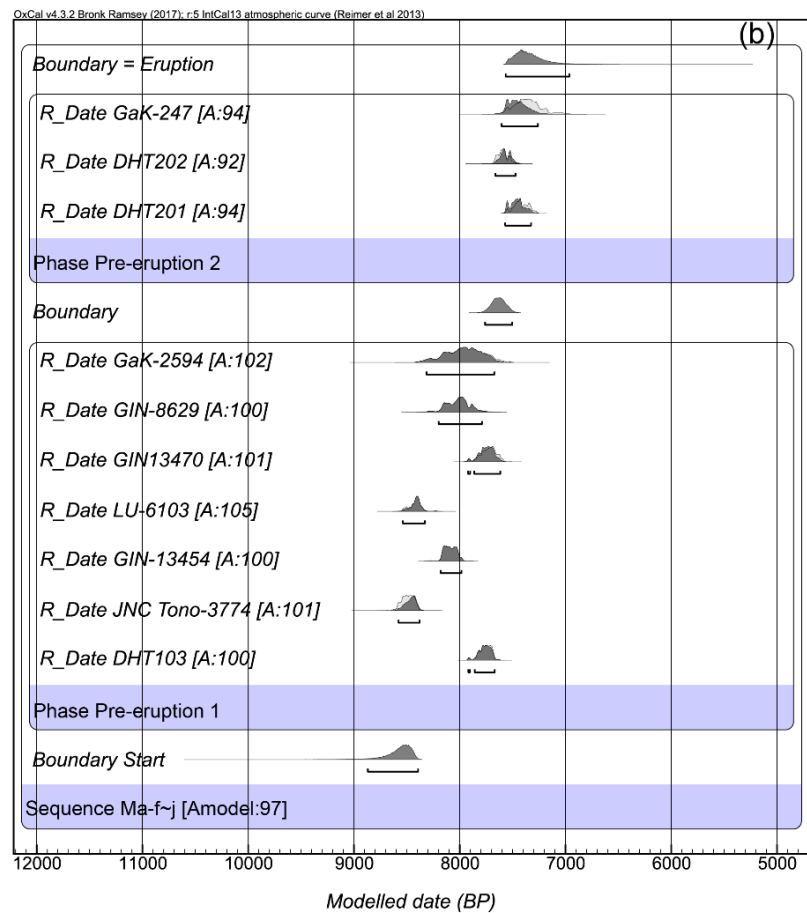 OxCal v4.3.2 Bronk Ramsey (2017); r:5 IntCal13 atmospheric curve (Reimer et al 2013)
(b)
Boundary = Eruption
R_Date GaK-247 [A:94]
R_Date DHT202 [A:92]
R_Date DHT201 [A:94]
Phase Pre-eruption 2
Boundary
R_Date GaK-2594 [A:102]
R_Date GIN-8629 [A:100]
R_Date GIN13470 [A:101]
R_Date LU-6103 [A:105]
R_Date GIN-13454 [A:100]
R_Date JNC Tono-3774 [A:101]
R_Date DHT103 [A:100]
Phase Pre-eruption 1
Boundary Start
Sequence Ma-f~j [Amodel:97]
12000 11000 10000 9000 8000 7000 6000 5000
Modelled date (BP)